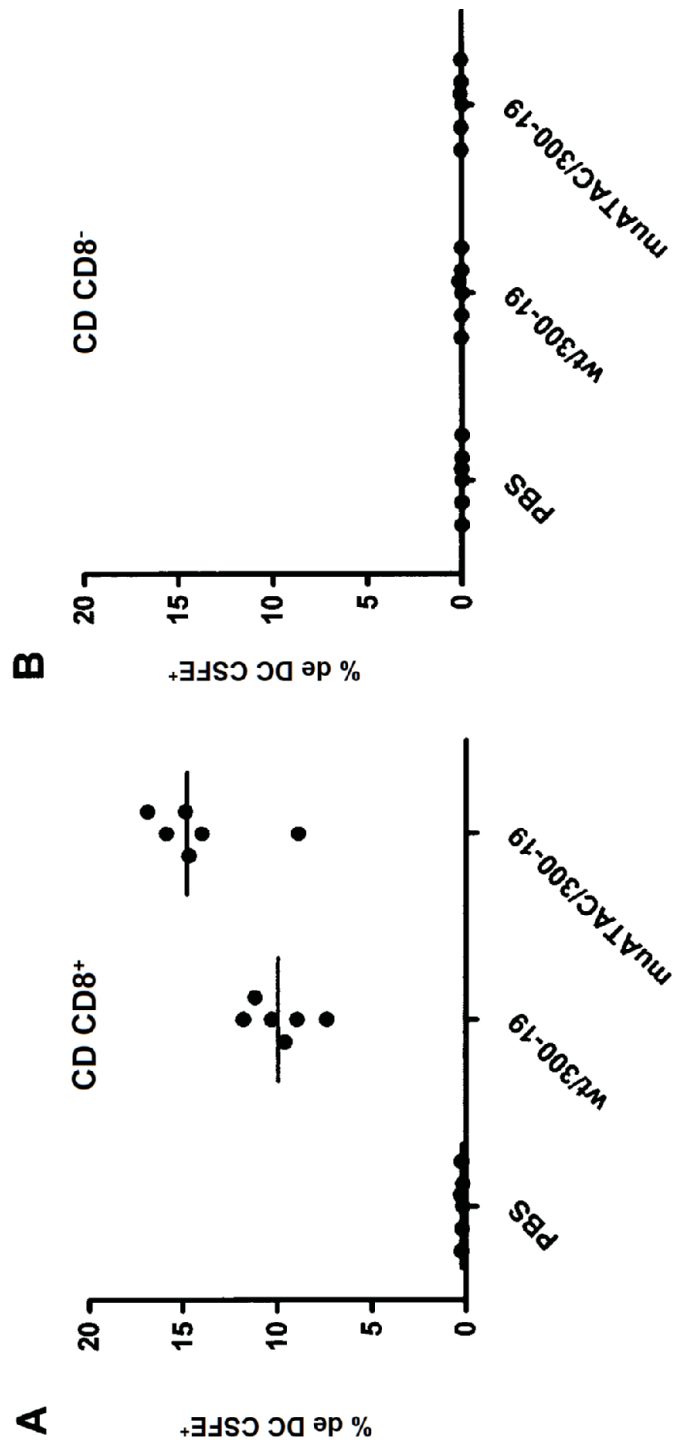 A
CD CD8+
% de DC CSFE+
20
15
10
5
0
PBS
wt/300-19
muATAC/300-19
B
CD CD8-
% de DC CSFE+
20
15
10
5
0
PBS
wt/300-19
muATAC/300-19